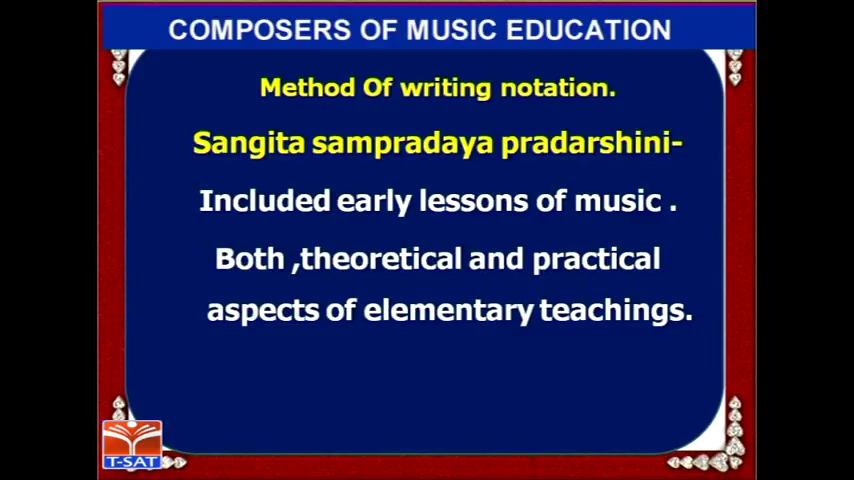 COMPOSERS OF MUSIC EDUCATION
Method Of writing notation.
Sangita sampradaya pradarshini-
Included early lessons of music .
Both ,theoretical and practical
aspects of elementary teachings.
T-SAT